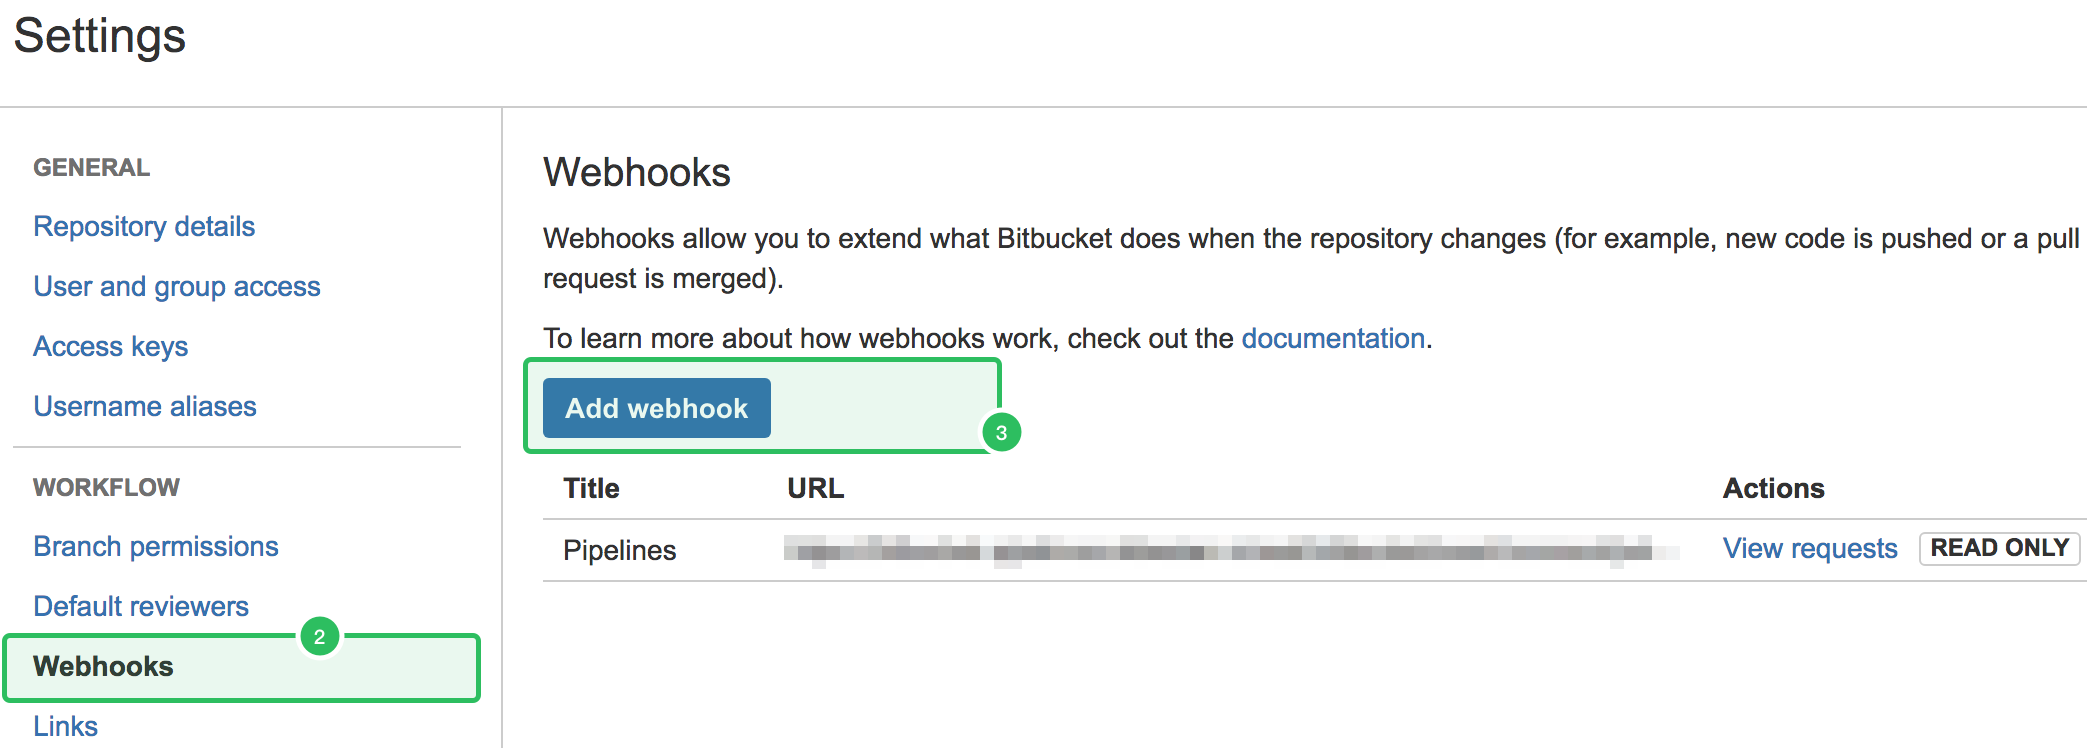 Settings
GENERAL
Repository details
User and group access
Access keys
Username aliases
WORKFLOW
Branch permissions
Default reviewers
2
Webhooks
Links
Webhooks
Webhooks allow you to extend what Bitbucket does when the repository changes (for example, new code is pushed or a pull
request is merged).
To learn more about how webhooks work, check out the documentation.
Add webhook
3
Title URL Actions
Pipelines View requests READ ONLY